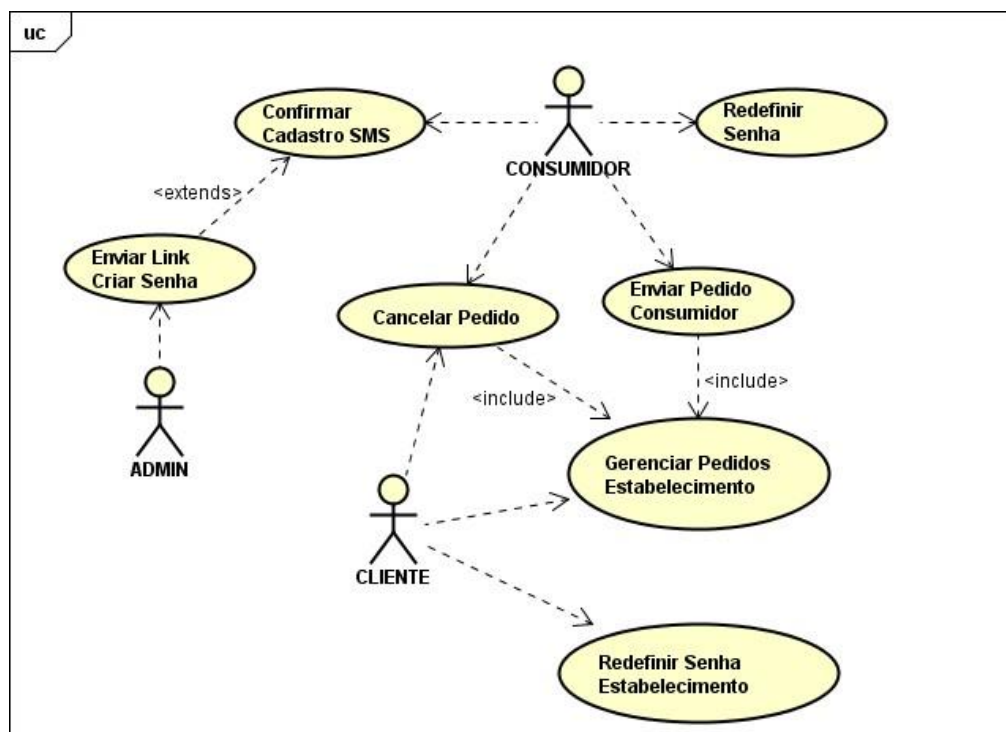 uc
Confirmar
Cadastro SMS
Redefinir
Senha
CONSUMIDOR
<extends>
Enviar Link
Criar Senha
Enviar Pedido
Consumidor
Cancelar Pedido
<include>
<include>
ADMIN
Gerenciar Pedidos
Estabelecimento
CLIENTE
Redefinir Senha
Estabelecimento